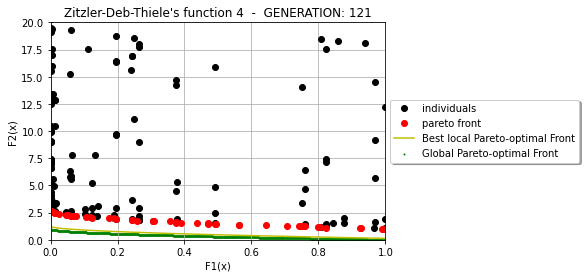 Zitzler-Deb-Thiele's function 4  -  GENERATION: 121
20.0
17.5
15.0
12.5
10.0
7.5
5.0
2.5
0.0
F2(x)
0.0 0.2 0.4 0.6 0.8 1.0
F1(x)
individuals
pareto front
Best local Pareto-optimal Front
Global Pareto-optimal Front